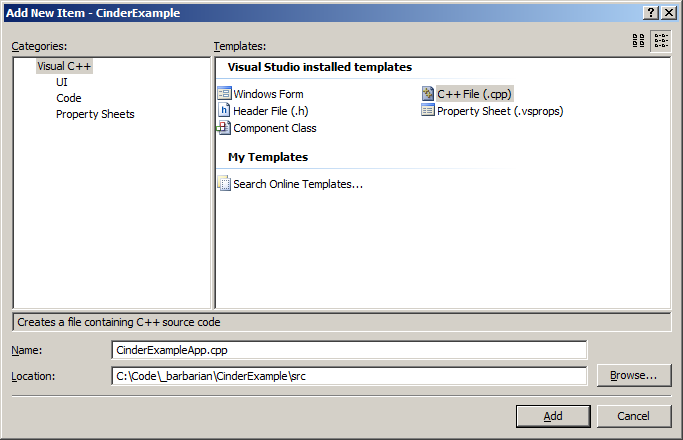 Add New Item - CinderExample
Categories:
Templates:
Visual C++
UI
Code
Property Sheets
Visual Studio installed templates
Windows Form
C++ File (.cpp)
Header File (.h)
Property Sheet (.vsprops)
Component Class
My Templates
Search Online Templates...
Creates a file containing C++ source code
Name:
CinderExampleApp.cpp
Location:
C:\Code\_barbarian\CinderExample\src
Browse...
Add
Cancel